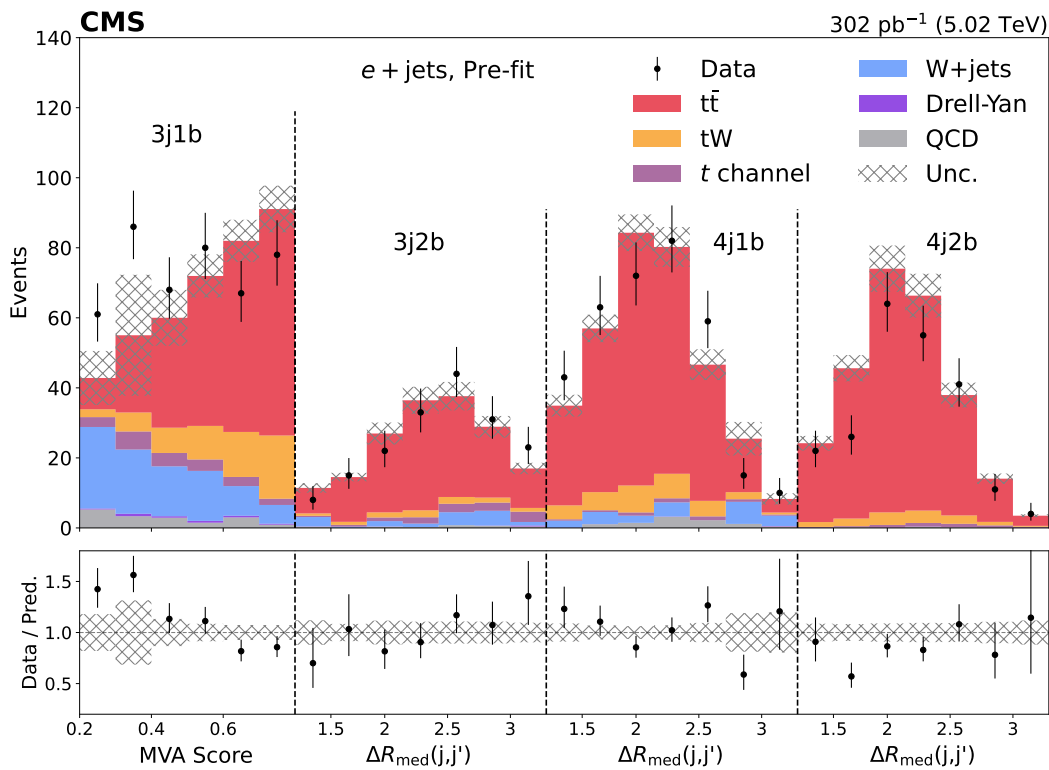 CMS 302 pb⁻¹ (5.02 TeV)
140
120
100
80
60
40
20
0
Events
e + jets, Pre-fit
Data
tt̄
tW
t channel
W+jets
Drell-Yan
QCD
Unc.
3j1b
3j2b
4j1b
4j2b
1.5
1.0
0.5
Data / Pred.
0.2 0.4 0.6 1.5 2 2.5 3 1.5 2 2.5 3 1.5 2 2.5 3
MVA Score ΔR_med(j,j') ΔR_med(j,j') ΔR_med(j,j')